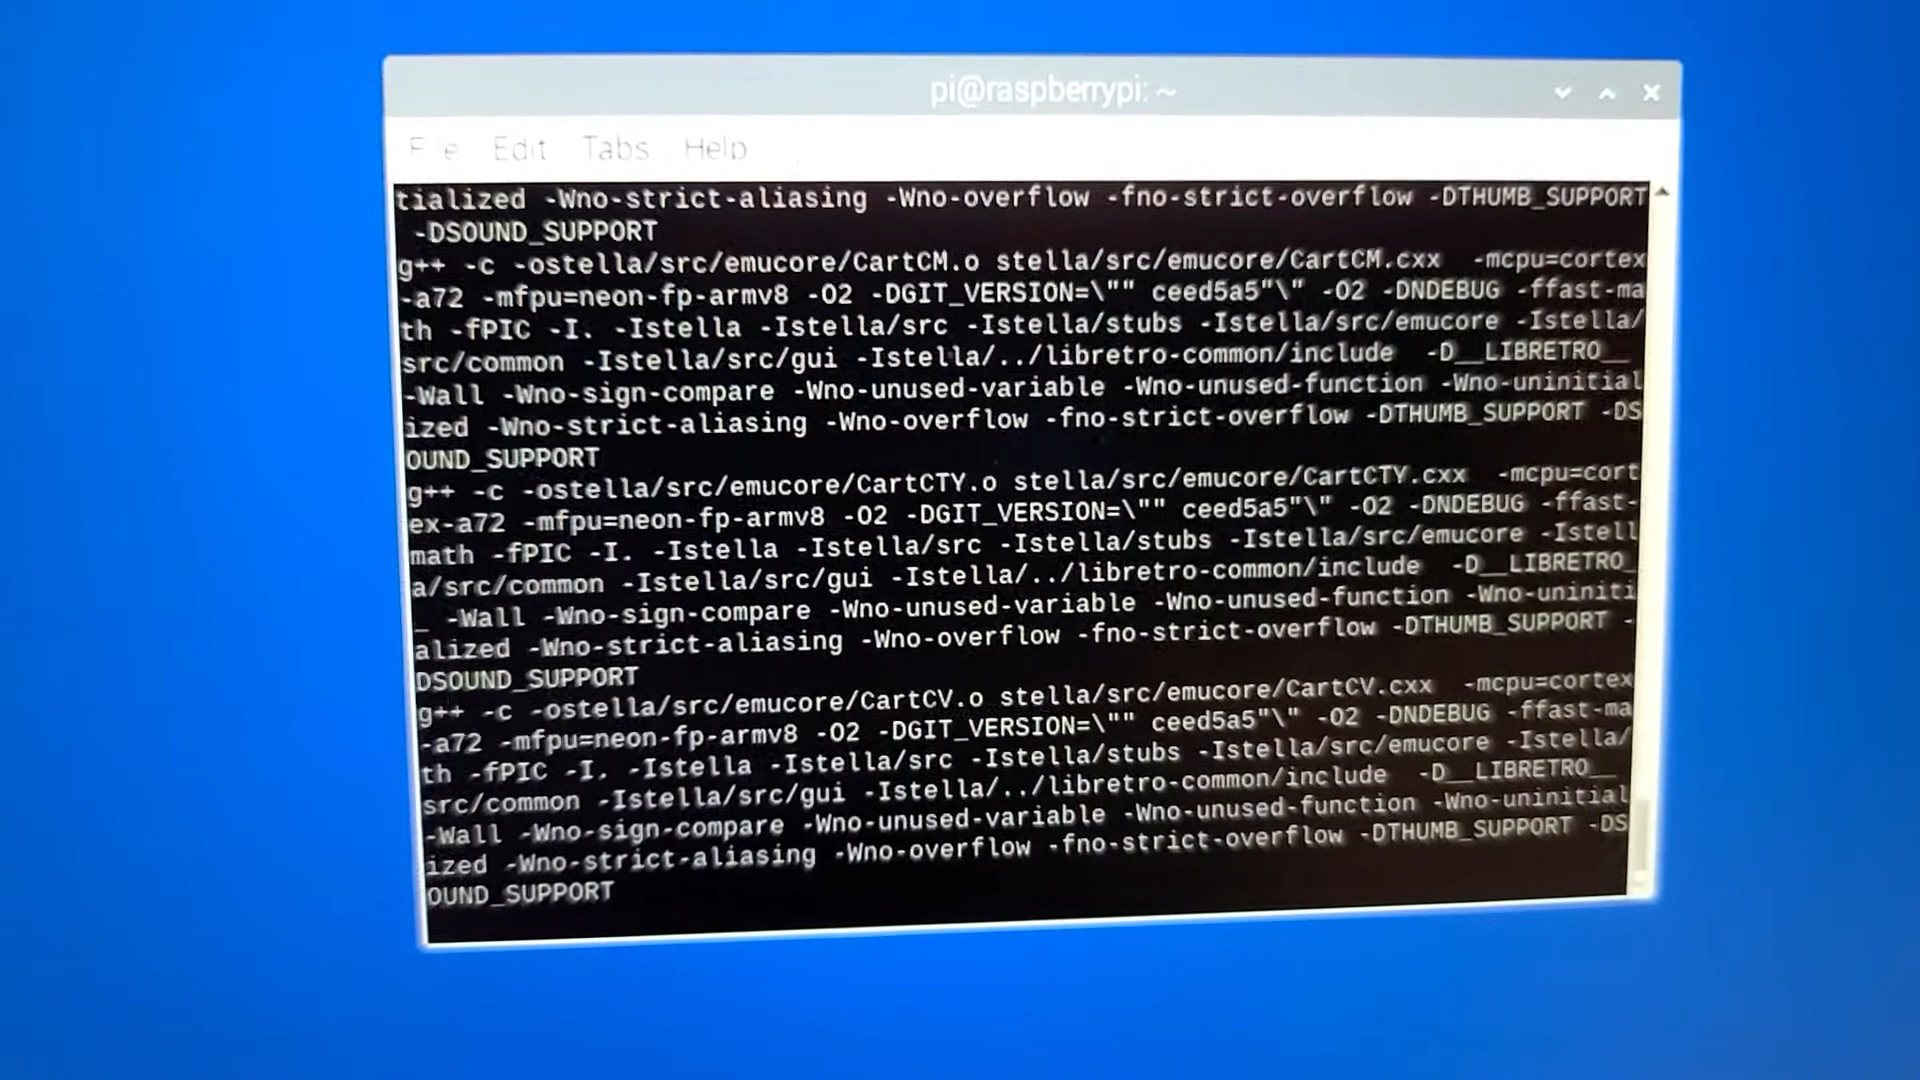 pi@raspberrypi: ~
File Edit Tabs Help
tialized -Wno-strict-aliasing -Wno-overflow -fno-strict-overflow -DTHUMB_SUPPORT
-DSOUND_SUPPORT
g++ -c -ostella/src/emucore/CartCM.o stella/src/emucore/CartCM.cxx -mcpu=cortex
-a72 -mfpu=neon-fp-armv8 -O2 -DGIT_VERSION=\"" ceed5a5"\" -O2 -DNDEBUG -ffast-ma
th -fPIC -I. -Istella -Istella/src -Istella/stubs -Istella/src/emucore -Istella/
src/common -Istella/src/gui -Istella/../libretro-common/include -D__LIBRETRO__
-Wall -Wno-sign-compare -Wno-unused-variable -Wno-unused-function -Wno-uninitial
ized -Wno-strict-aliasing -Wno-overflow -fno-strict-overflow -DTHUMB_SUPPORT -DS
OUND_SUPPORT
g++ -c -ostella/src/emucore/CartCTY.o stella/src/emucore/CartCTY.cxx -mcpu=cort
ex-a72 -mfpu=neon-fp-armv8 -O2 -DGIT_VERSION=\"" ceed5a5"\" -O2 -DNDEBUG -ffast-
math -fPIC -I. -Istella -Istella/src -Istella/stubs -Istella/src/emucore -Istell
a/src/common -Istella/src/gui -Istella/../libretro-common/include -D__LIBRETRO_
_ -Wall -Wno-sign-compare -Wno-unused-variable -Wno-unused-function -Wno-uniniti
alized -Wno-strict-aliasing -Wno-overflow -fno-strict-overflow -DTHUMB_SUPPORT -
DSOUND_SUPPORT
g++ -c -ostella/src/emucore/CartCV.o stella/src/emucore/CartCV.cxx -mcpu=cortex
-a72 -mfpu=neon-fp-armv8 -O2 -DGIT_VERSION=\"" ceed5a5"\" -O2 -DNDEBUG -ffast-ma
th -fPIC -I. -Istella -Istella/src -Istella/stubs -Istella/src/emucore -Istella/
src/common -Istella/src/gui -Istella/../libretro-common/include -D__LIBRETRO__
-Wall -Wno-sign-compare -Wno-unused-variable -Wno-unused-function -Wno-uninitial
ized -Wno-strict-aliasing -Wno-overflow -fno-strict-overflow -DTHUMB_SUPPORT -DS
OUND_SUPPORT